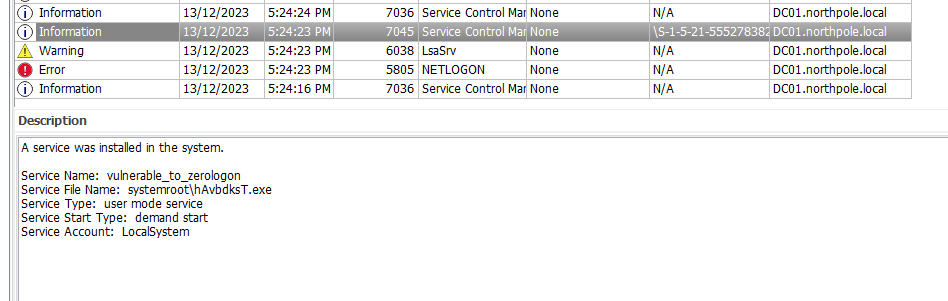 Information 13/12/2023 5:24:24 PM 7036 Service Control Mar None N/A DC01.northpole.local
Information 13/12/2023 5:24:23 PM 7045 Service Control Mar None \S-1-5-21-555278382 DC01.northpole.local
Warning 13/12/2023 5:24:23 PM 6038 LsaSrv None N/A DC01.northpole.local
Error 13/12/2023 5:24:23 PM 5805 NETLOGON None N/A DC01.northpole.local
Information 13/12/2023 5:24:16 PM 7036 Service Control Mar None N/A DC01.northpole.local
Description
A service was installed in the system.
Service Name: vulnerable_to_zerologon
Service File Name: systemroot\hAvbdksT.exe
Service Type: user mode service
Service Start Type: demand start
Service Account: LocalSystem